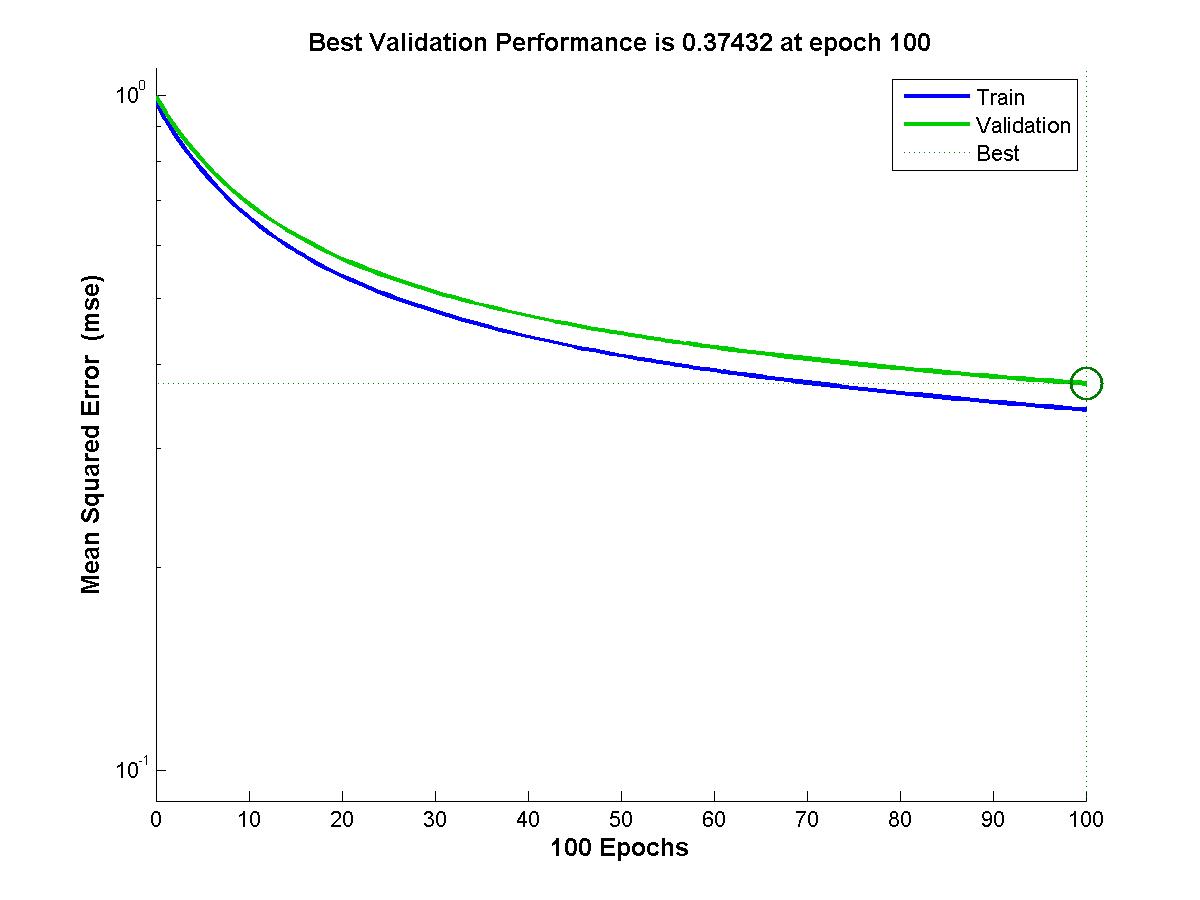 Best Validation Performance is 0.37432 at epoch 100
10^0
Train
Validation
Best
Mean Squared Error (mse)
10^-1
0 10 20 30 40 50 60 70 80 90 100
100 Epochs